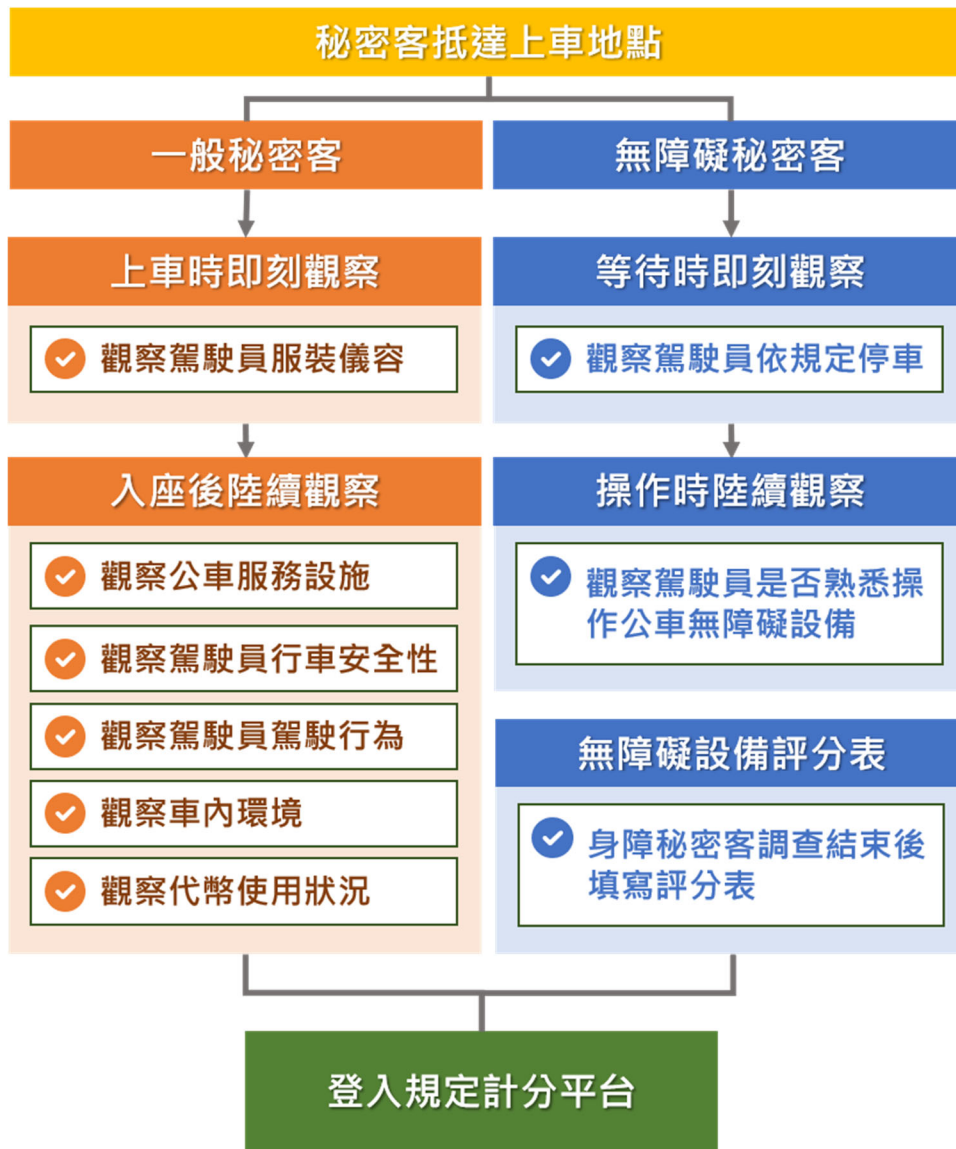 秘密客抵達上車地點
一般秘密客
上車時即刻觀察
觀察駕駛員服裝儀容
入座後陸續觀察
觀察公車服務設施
觀察駕駛員行車安全性
觀察駕駛員駕駛行為
觀察車內環境
觀察代幣使用狀況
無障礙秘密客
等待時即刻觀察
觀察駕駛員依規定停車
操作時陸續觀察
觀察駕駛員是否熟悉操
作公車無障礙設備
無障礙設備評分表
身障秘密客調查結束後
填寫評分表
登入規定計分平台